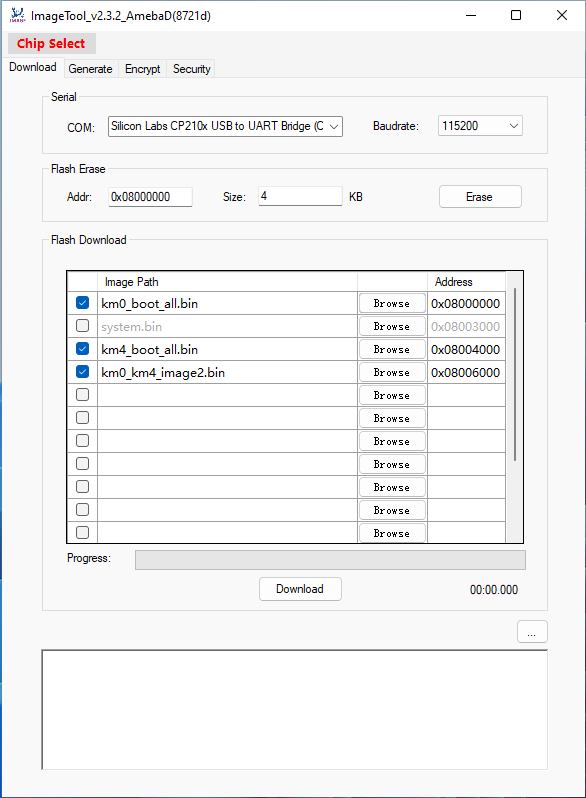 ImageTool_v2.3.2_AmebaD(8721d)
Chip Select
Download Generate Encrypt Security
Serial
COM: Silicon Labs CP210x USB to UART Bridge (C Baudrate: 115200
Flash Erase
Addr: 0x08000000 Size: 4 KB Erase
Flash Download
Image Path Address
km0_boot_all.bin Browse 0x08000000
system.bin Browse 0x08003000
km4_boot_all.bin Browse 0x08004000
km0_km4_image2.bin Browse 0x08006000
Browse
Browse
Browse
Browse
Browse
Browse
Browse
Progress:
Download 00:00.000
...